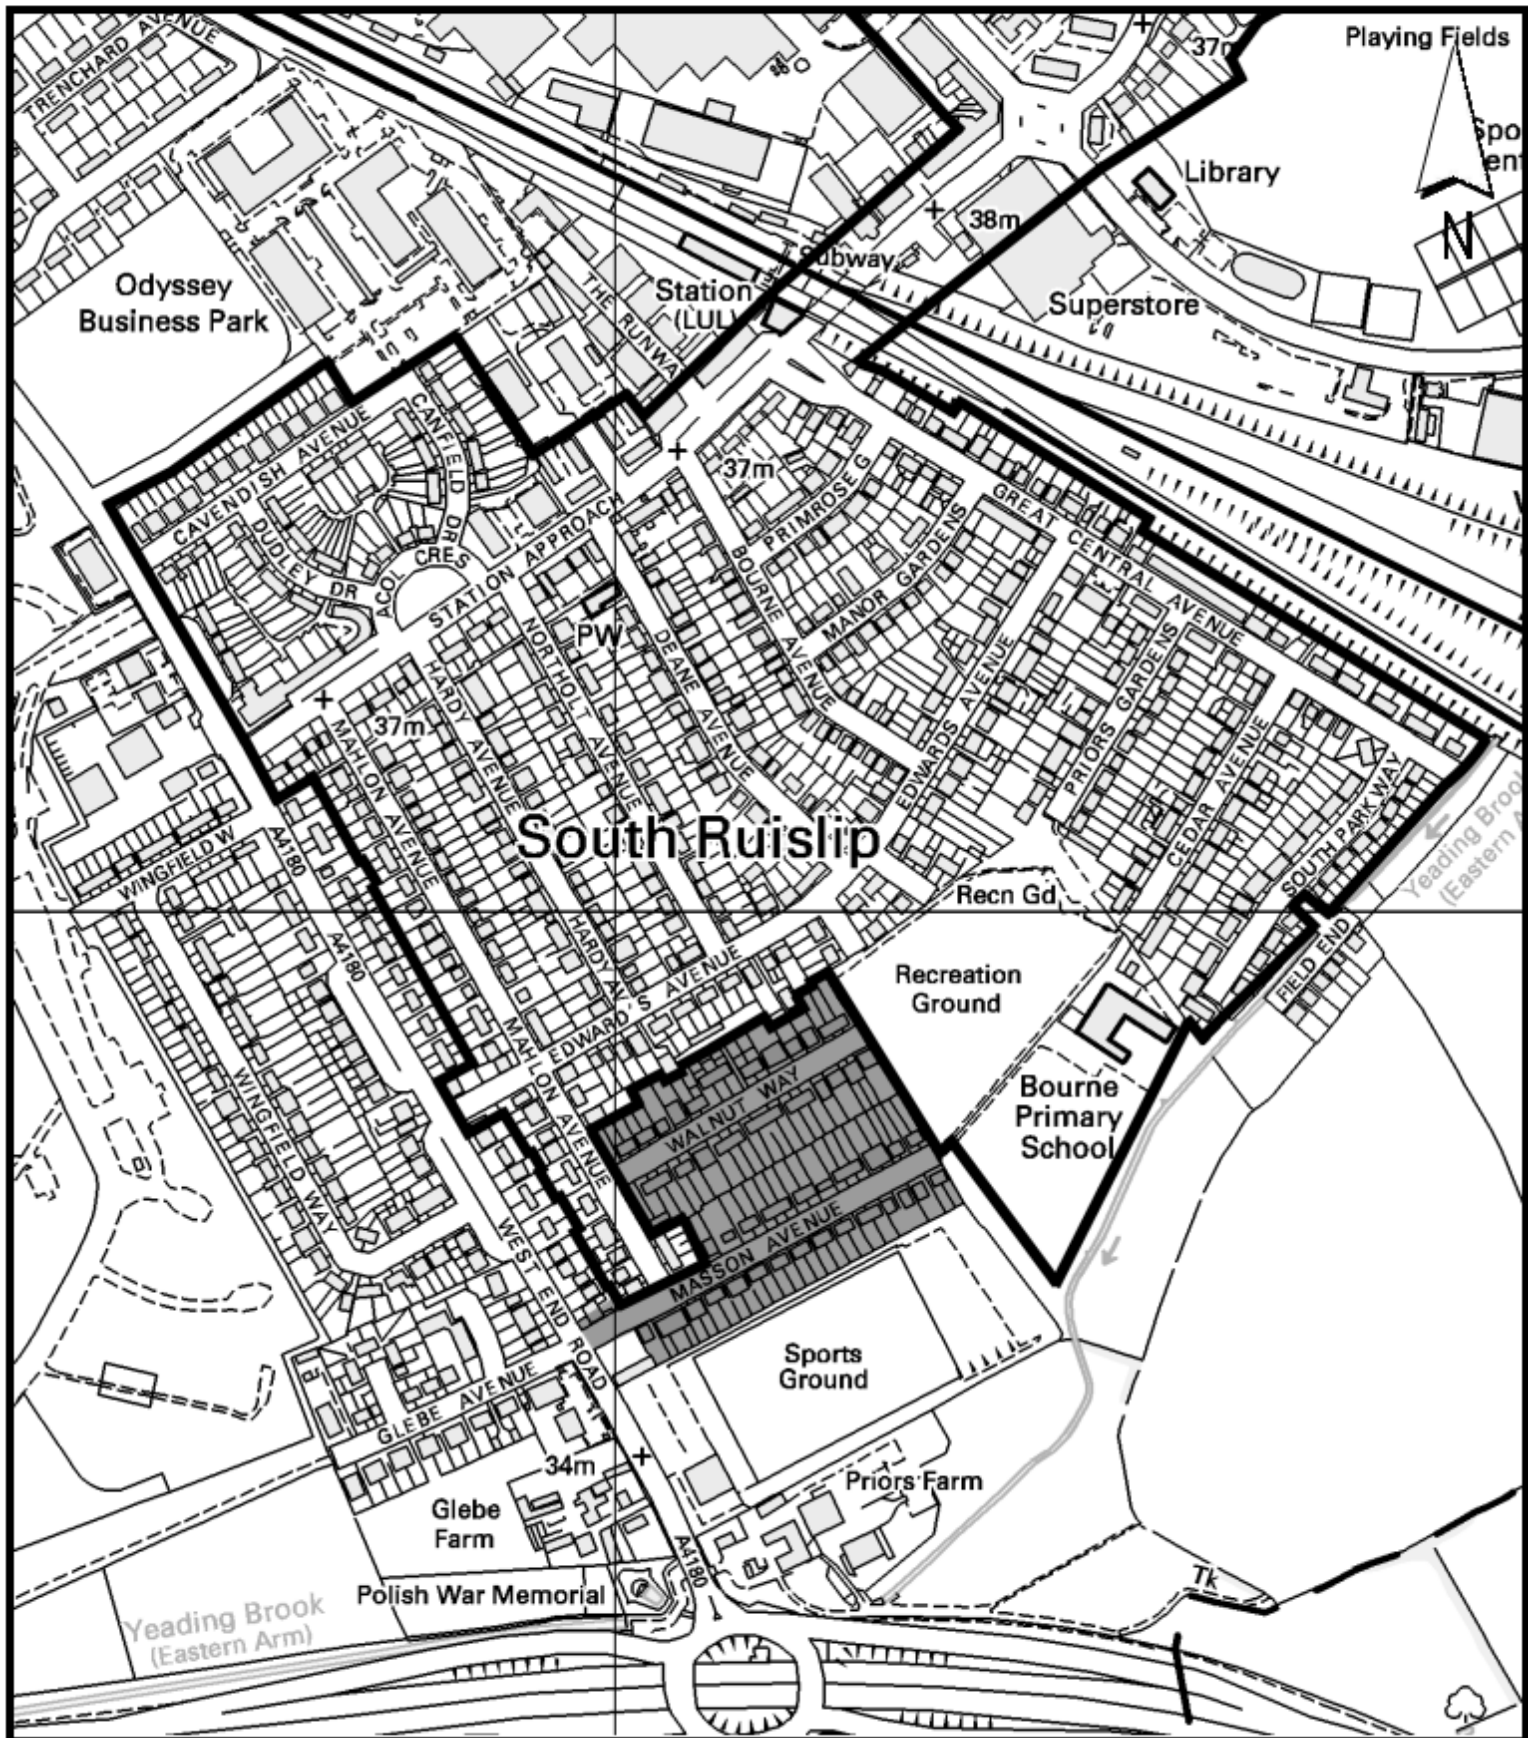 TRENCHARD AVENUE
37m
Playing Fields
Library
N
38m
Subway
Odyssey
Business Park
THE RUNWA
Station
(LUL)
Superstore
CAVENDISH AVENUE
CANFIELD DR
37m
PRIMROSE G
GREAT CENTRAL AVENUE
DUDLEY DR
ACOL CRES
STATION APPROACH
BOURNE AVENUE
MANOR GARDENS
PW
NORTHOLT AVENUE
DEANE AVENUE
HARDY AVENUE
EDWARDS AVENUE
PRIORS GARDENS
37m
MAHLON AVENUE
CEDAR AVENUE
SOUTH PARK WAY
South Ruislip
WINGFIELD W
A4180
Yeading Brook
(Eastern A
Recn Gd
A4180
HARDY AV
EDWARD'S AVENUE
Recreation
Ground
FIELD END
MAHLON AVENUE
WINGFIELD WAY
WALNUT WAY
Bourne
Primary
School
WEST END ROAD
MASSON AVENUE
Sports
Ground
GLEBE AVENUE
34m
Priors Farm
Glebe
Farm
A4180
Polish War Memorial
Tk
Yeading Brook
(Eastern Arm)